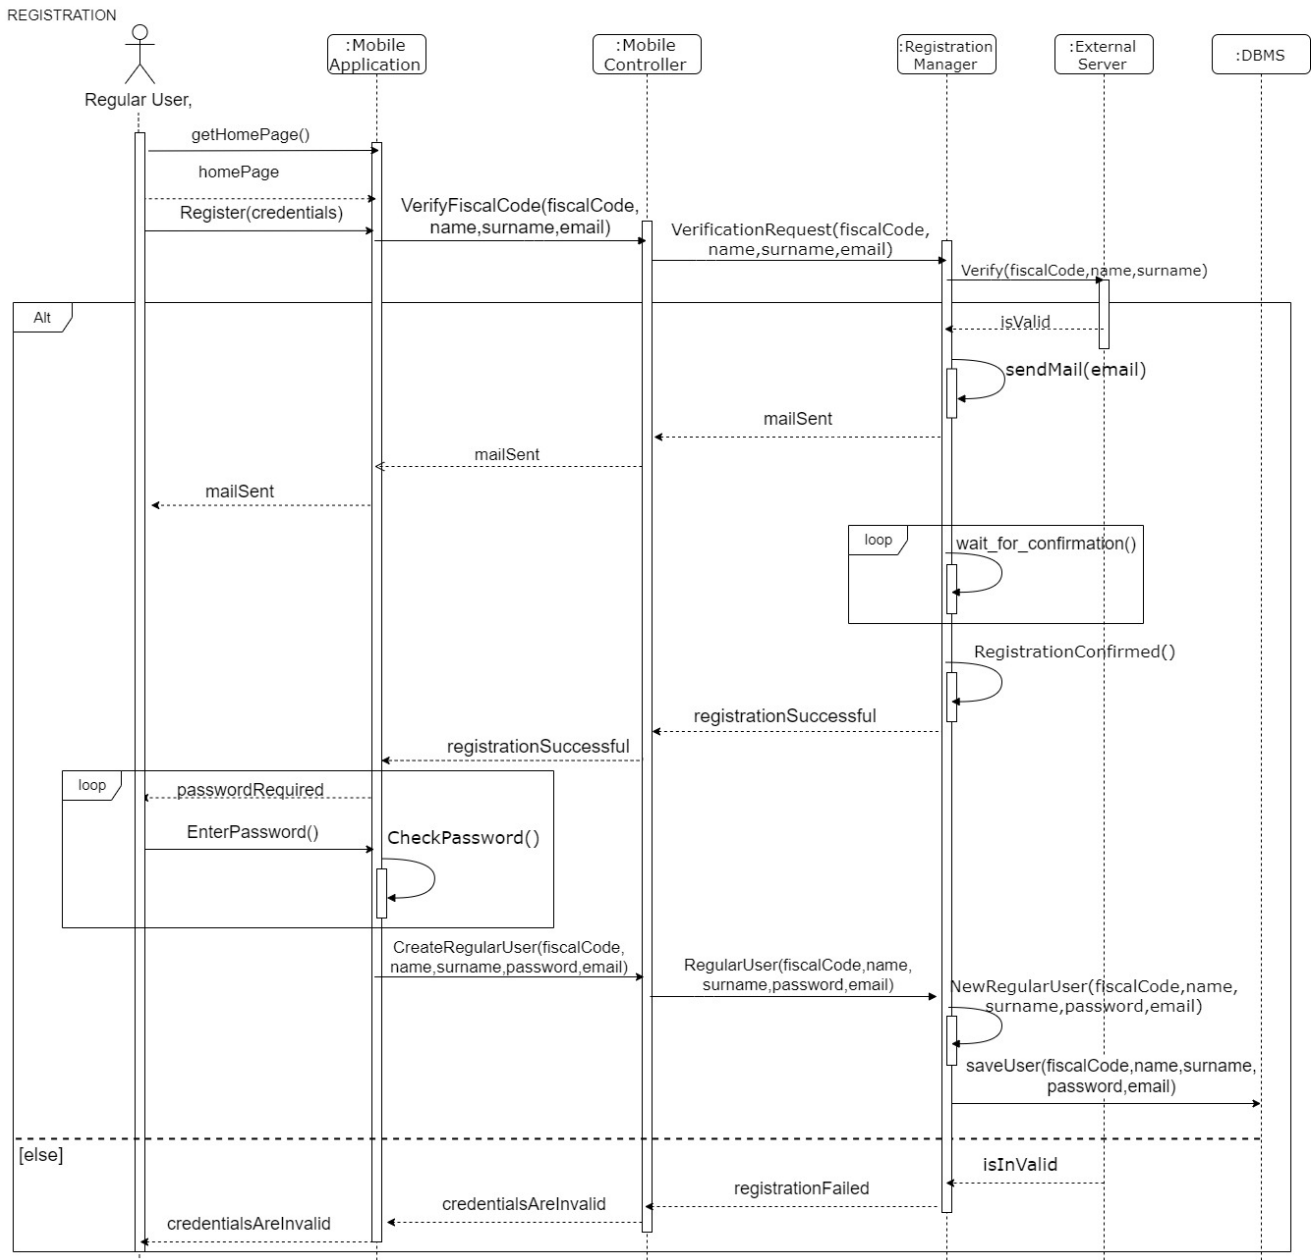 REGISTRATION
:Mobile
Application
:Mobile
Controller
:Registration
Manager
:External
Server
:DBMS
Regular User,
getHomePage()
homePage
Register(credentials)
VerifyFiscalCode(fiscalCode,
name,surname,email)
VerificationRequest(fiscalCode,
name,surname,email)
Verify(fiscalCode,name,surname)
Alt
isValid
sendMail(email)
mailSent
mailSent
mailSent
loop
wait_for_confirmation()
RegistrationConfirmed()
registrationSuccessful
registrationSuccessful
loop
passwordRequired
EnterPassword()
CheckPassword()
CreateRegularUser(fiscalCode,
name,surname,password,email)
RegularUser(fiscalCode,name,
surname,password,email)
NewRegularUser(fiscalCode,name,
surname,password,email)
saveUser(fiscalCode,name,surname,
password,email)
[else]
isInValid
registrationFailed
credentialsAreInvalid
credentialsAreInvalid